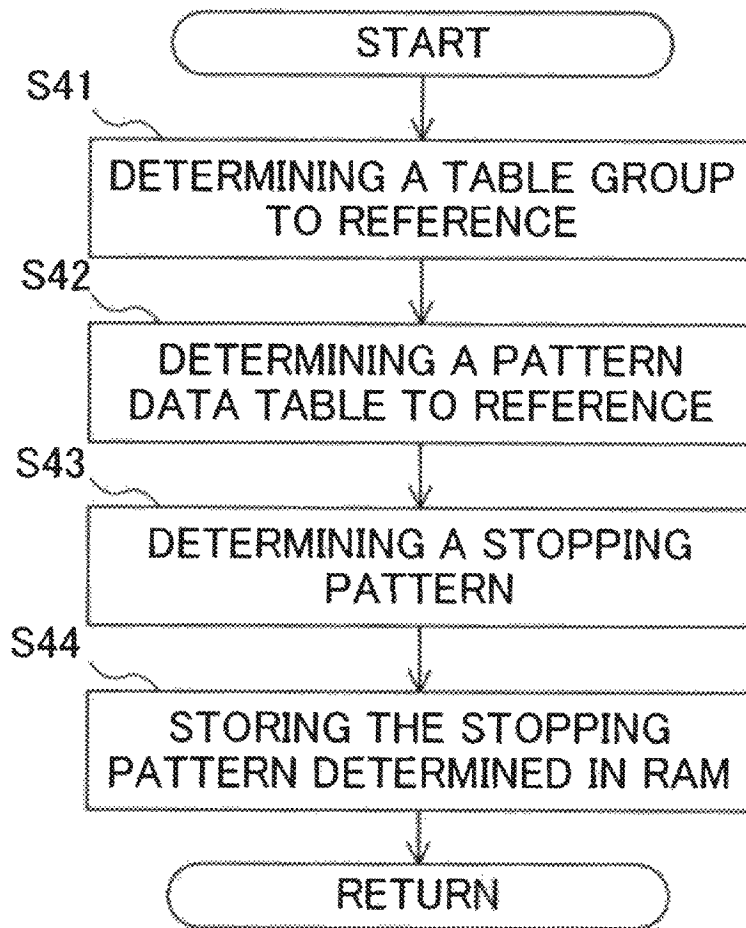 START
S41
DETERMINING A TABLE GROUP
TO REFERENCE
S42
DETERMINING A PATTERN
DATA TABLE TO REFERENCE
S43
DETERMINING A STOPPING
PATTERN
S44
STORING THE STOPPING
PATTERN DETERMINED IN RAM
RETURN